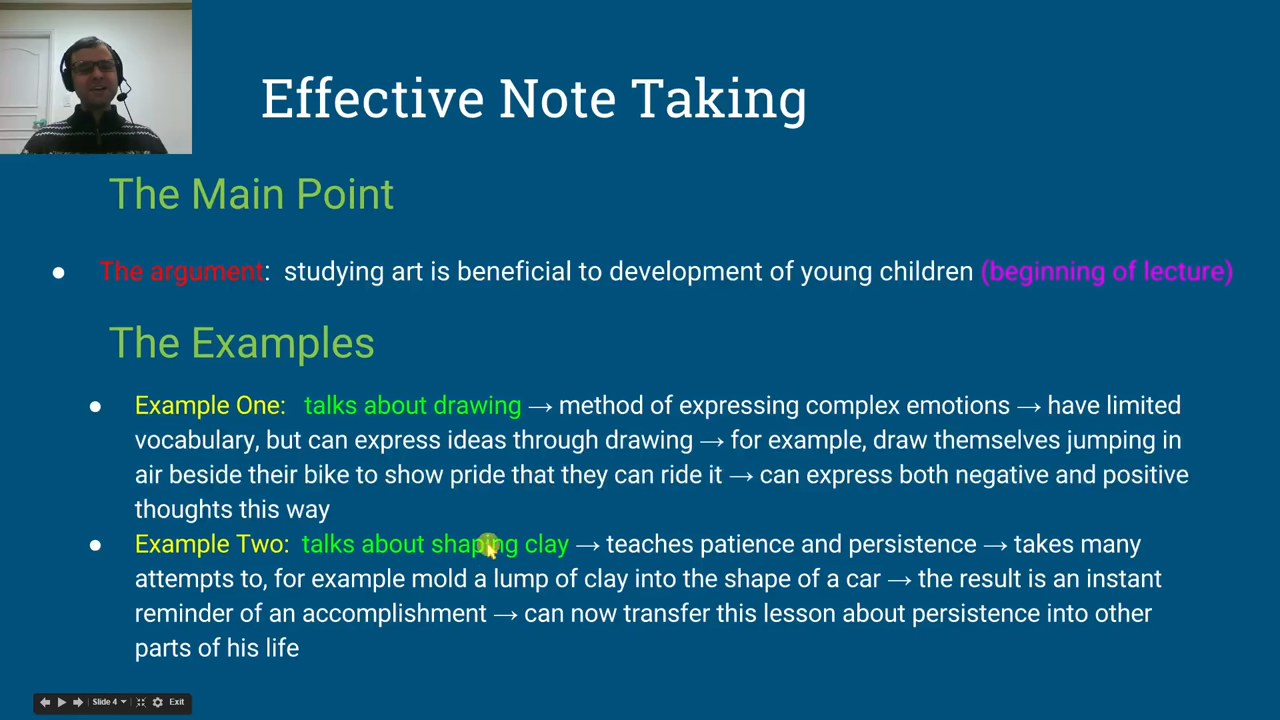 Effective Note Taking
The Main Point
● The argument: studying art is beneficial to development of young children (beginning of lecture)
The Examples
● Example One: talks about drawing → method of expressing complex emotions → have limited
vocabulary, but can express ideas through drawing → for example, draw themselves jumping in
air beside their bike to show pride that they can ride it → can express both negative and positive
thoughts this way
● Example Two: talks about shaping clay → teaches patience and persistence → takes many
attempts to, for example mold a lump of clay into the shape of a car → the result is an instant
reminder of an accomplishment → can now transfer this lesson about persistence into other
parts of his life
Slide 4 Exit